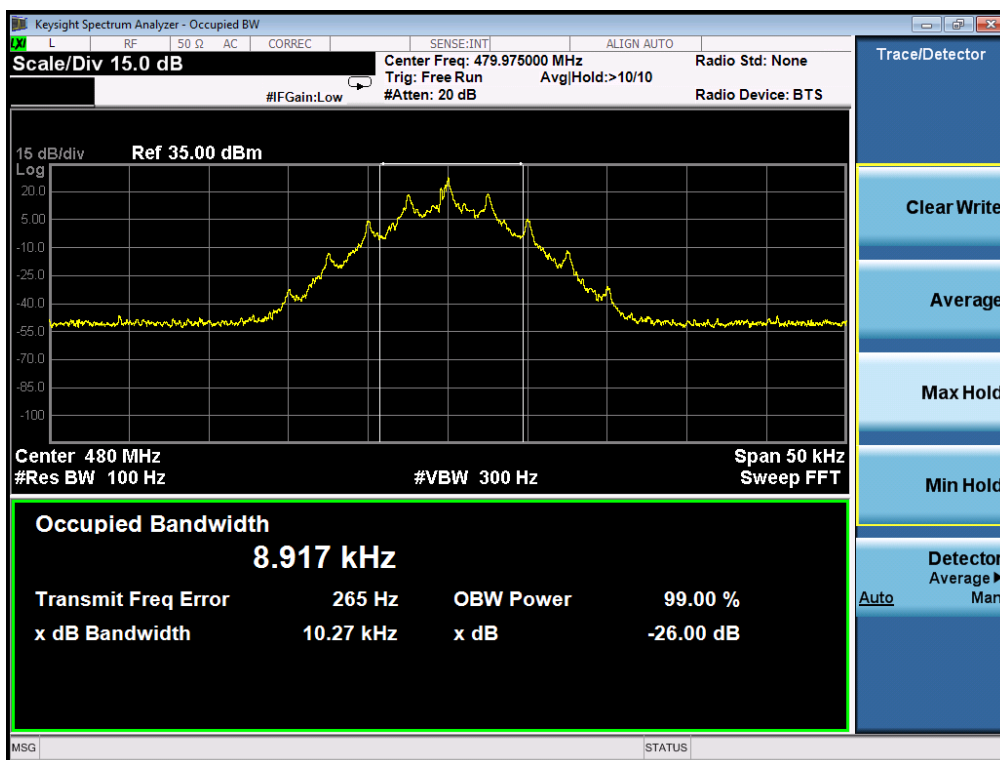 Keysight Spectrum Analyzer - Occupied BW
LXI L RF 50 Ω AC CORREC SENSE:INT ALIGN AUTO
Scale/Div 15.0 dB
#IFGain:Low
Center Freq: 479.975000 MHz
Trig: Free Run Avg|Hold:>10/10
#Atten: 20 dB
Radio Std: None
Radio Device: BTS
15 dB/div Ref 35.00 dBm
Log
20.0
5.00
-10.0
-25.0
-40.0
-55.0
-70.0
-85.0
-100
Center 480 MHz Span 50 kHz
#Res BW 100 Hz #VBW 300 Hz Sweep FFT
Occupied Bandwidth
8.917 kHz
Transmit Freq Error 265 Hz OBW Power 99.00 %
x dB Bandwidth 10.27 kHz x dB -26.00 dB
MSG STATUS
Trace/Detector
Clear Write
Average
Max Hold
Min Hold
Detector
Average
Auto Man